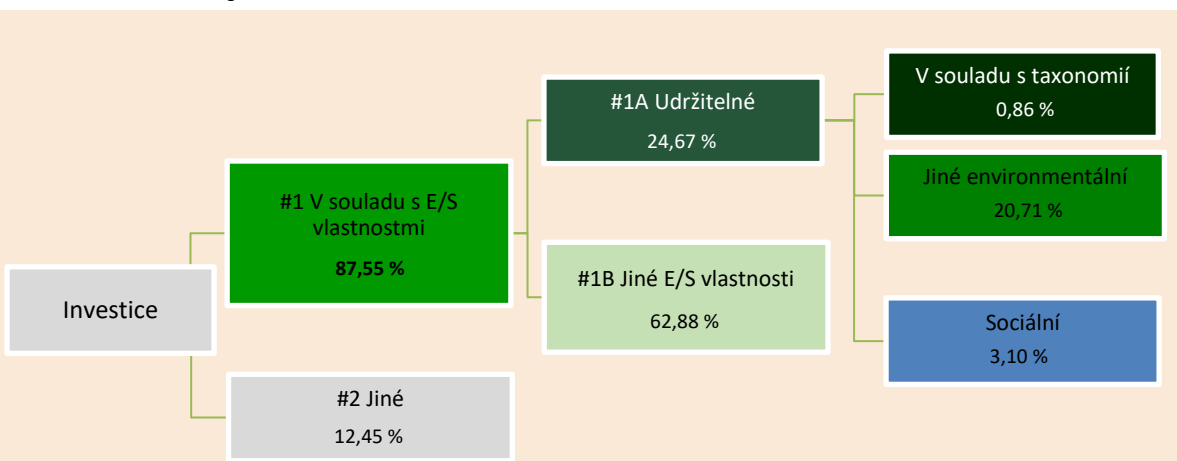 Investice
#1 V souladu s E/S
vlastnostmi
87,55 %
#2 Jiné
12,45 %
#1A Udržitelné
24,67 %
#1B Jiné E/S vlastnosti
62,88 %
V souladu s taxonomií
0,86 %
Jiné environmentální
20,71 %
Sociální
3,10 %